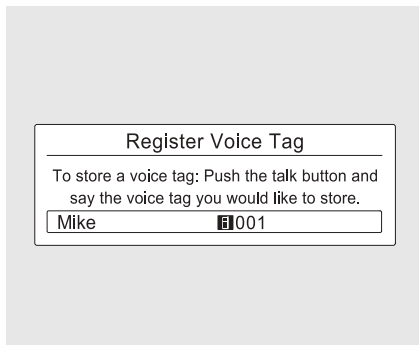 Register Voice Tag
To store a voice tag: Push the talk button and
say the voice tag you would like to store.
Mike 001